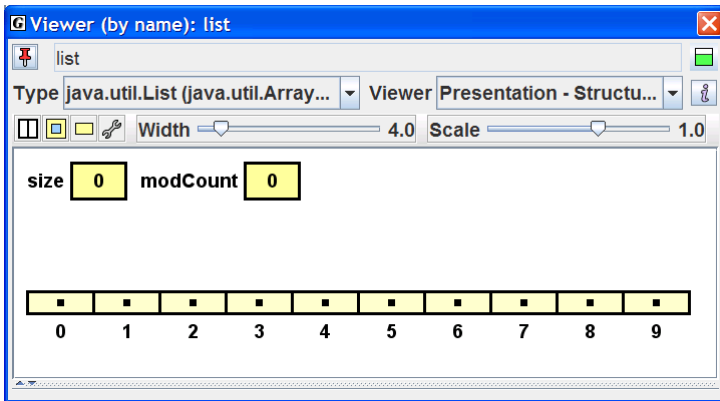 G Viewer (by name): list
list
Type java.util.List (java.util.Array... Viewer Presentation - Structu... i
Width 4.0 Scale 1.0
size 0 modCount 0
0 1 2 3 4 5 6 7 8 9